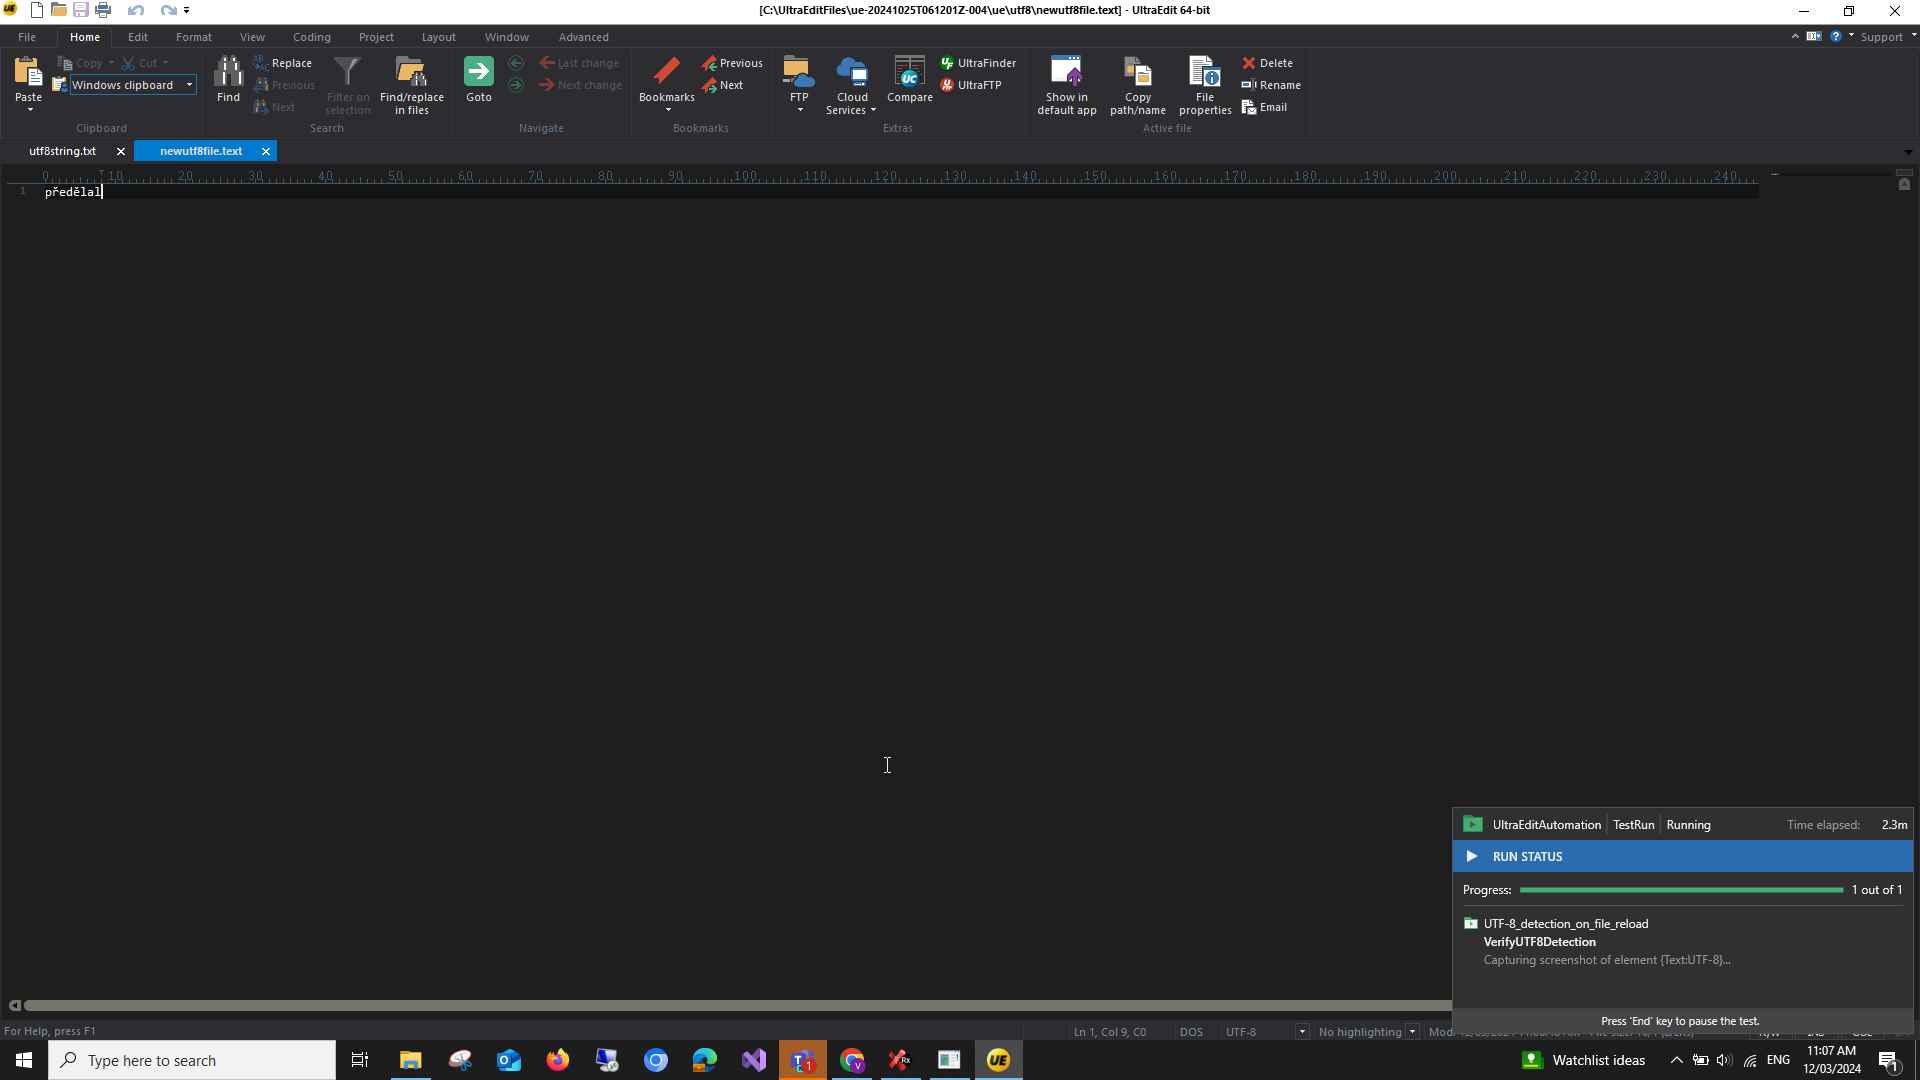 [C:\UltraEditFiles\ue-20241025T061201Z-004\ue\utf8\newutf8file.text] - UltraEdit 64-bit
File Home Edit Format View Coding Project Layout Window Advanced Support
Paste Copy Cut Windows clipboard Clipboard
Find Replace Previous Next Filter on selection Find/replace in files Search
Goto Last change Next change Navigate
Bookmarks Previous Next Bookmarks
FTP Cloud Services Compare UltraFinder UltraFTP Extras
Show in default app Copy path/name File properties Delete Rename Email Active file
utf8string.txt newutf8file.text
0 10 20 30 40 50 60 70 80 90 100 110 120 130 140 150 160 170 180 190 200 210 220 230 240
1 předělal
UltraEditAutomation TestRun Running Time elapsed: 2.3m
RUN STATUS
Progress: 1 out of 1
UTF-8_detection_on_file_reload
VerifyUTF8Detection
Capturing screenshot of element {Text:UTF-8}...
Press 'End' key to pause the test.
For Help, press F1 Ln 1, Col 9, C0 DOS UTF-8 No highlighting Mod:
Type here to search Watchlist ideas ENG 11:07 AM
12/03/2024